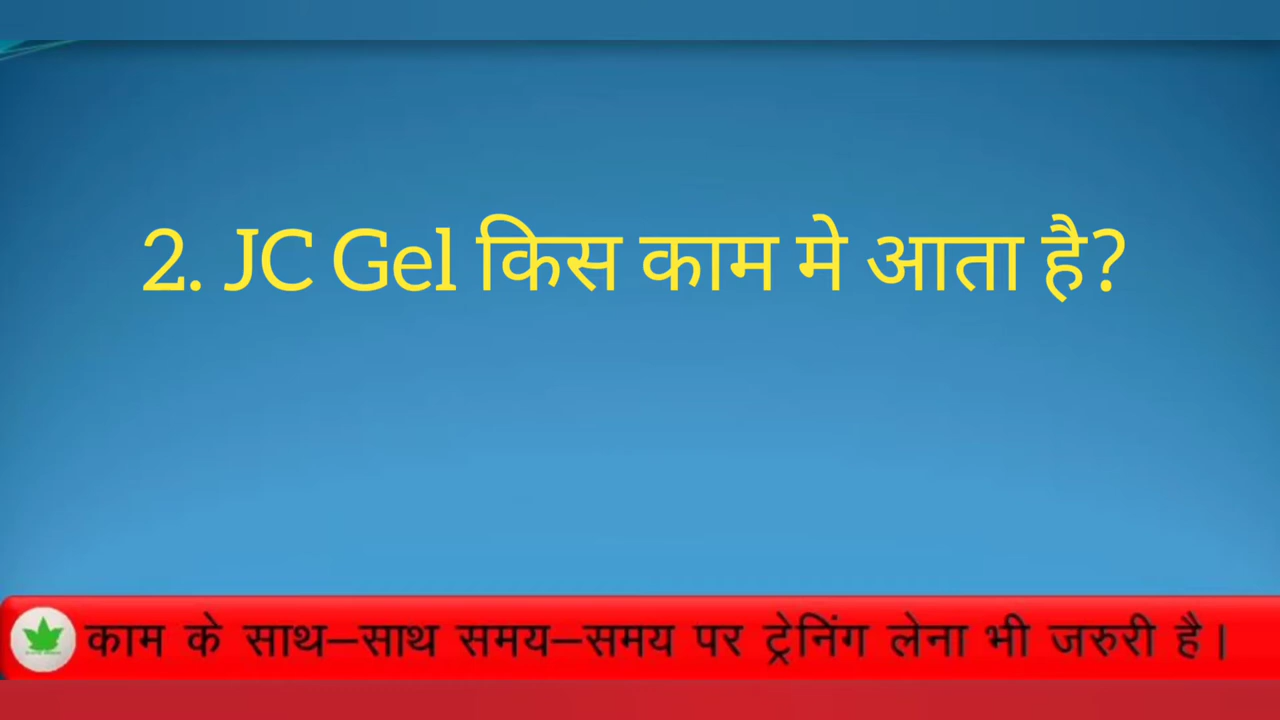 2. JC Gel किस काम मे आता है?
काम के साथ–साथ समय–समय पर ट्रेनिंग लेना भी जरुरी है।